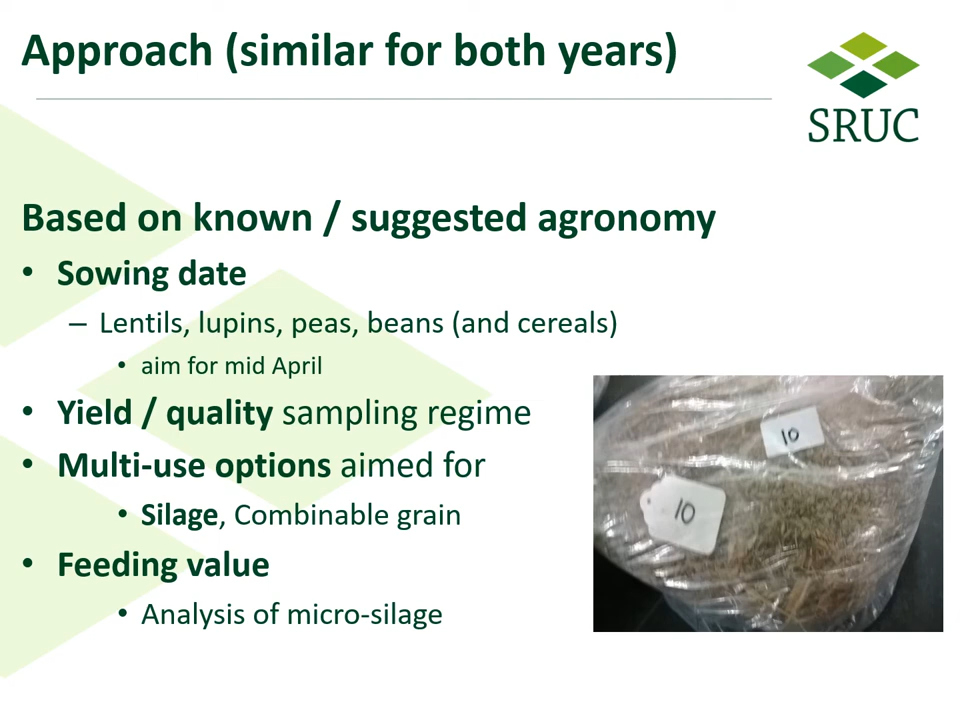 Approach (similar for both years)
SRUC
Based on known / suggested agronomy
• Sowing date
– Lentils, lupins, peas, beans (and cereals)
• aim for mid April
• Yield / quality sampling regime
• Multi-use options aimed for
• Silage, Combinable grain
• Feeding value
• Analysis of micro-silage
10
10